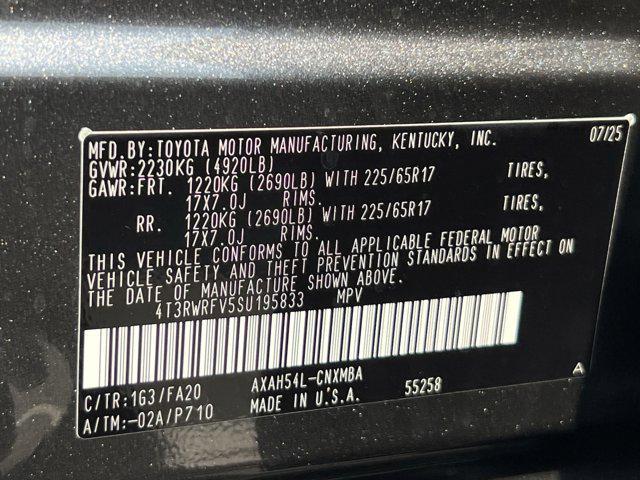 MFD. BY: TOYOTA MOTOR MANUFACTURING, KENTUCKY, INC. 07/25
GVWR: 2230KG (4920LB)
GAWR: FRT. 1220KG (2690LB) WITH 225/65R17 TIRES,
17X7.0J RIMS.
RR. 1220KG (2690LB) WITH 225/65R17 TIRES,
17X7.0J RIMS.
THIS VEHICLE CONFORMS TO ALL APPLICABLE FEDERAL MOTOR
VEHICLE SAFETY AND THEFT PREVENTION STANDARDS IN EFFECT ON
THE DATE OF MANUFACTURE SHOWN ABOVE.
4T3RWRFV5SU195833 MPV
C/TR: 1G3/FA20 AXAH54L-CNXMBA A
A/TM: -02A/P710 MADE IN U.S.A. 55258